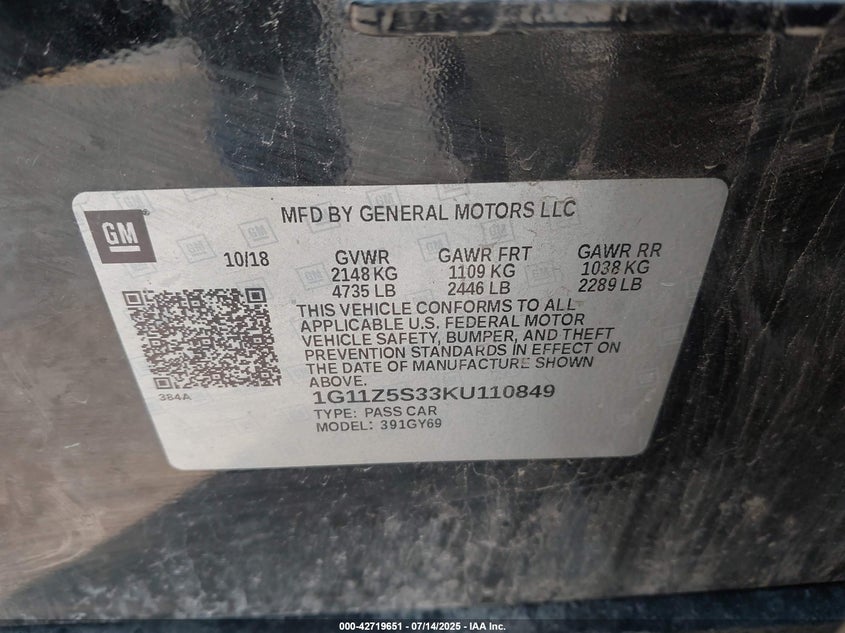 GM
MFD BY GENERAL MOTORS LLC
10/18 GVWR GAWR FRT GAWR RR
2148 KG 1109 KG 1038 KG
4735 LB 2446 LB 2289 LB
THIS VEHICLE CONFORMS TO ALL
APPLICABLE U.S. FEDERAL MOTOR
VEHICLE SAFETY, BUMPER, AND THEFT
PREVENTION STANDARDS IN EFFECT ON
THE DATE OF MANUFACTURE SHOWN
ABOVE.
384A
1G11Z5S33KU110849
TYPE: PASS CAR
MODEL: 391GY69
000-42719651 - 07/14/2025 - IAA Inc.